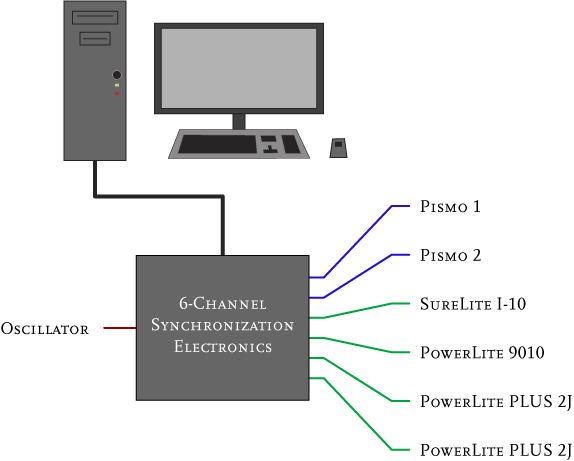 Pismo 1
Pismo 2
6-Channel
Synchronization
Electronics
SureLite I-10
Oscillator
PowerLite 9010
PowerLite PLUS 2J
PowerLite PLUS 2J